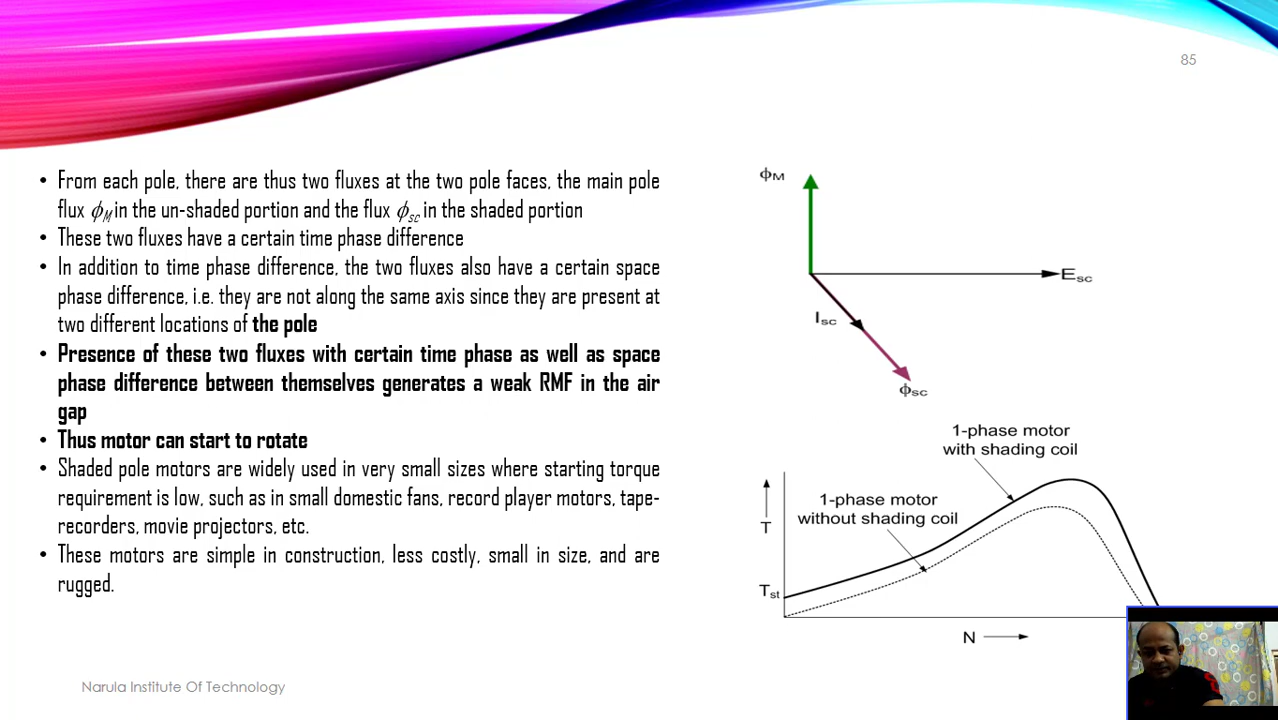 85
• From each pole, there are thus two fluxes at the two pole faces, the main pole
flux ϕM in the un-shaded portion and the flux ϕsc in the shaded portion
• These two fluxes have a certain time phase difference
• In addition to time phase difference, the two fluxes also have a certain space
phase difference, i.e. they are not along the same axis since they are present at
two different locations of the pole
• Presence of these two fluxes with certain time phase as well as space
phase difference between themselves generates a weak RMF in the air
gap
• Thus motor can start to rotate
• Shaded pole motors are widely used in very small sizes where starting torque
requirement is low, such as in small domestic fans, record player motors, tape-
recorders, movie projectors, etc.
• These motors are simple in construction, less costly, small in size, and are
rugged.
ϕM
Esc
Isc
ϕsc
1-phase motor
with shading coil
1-phase motor
without shading coil
T
Tst
N
Narula Institute Of Technology